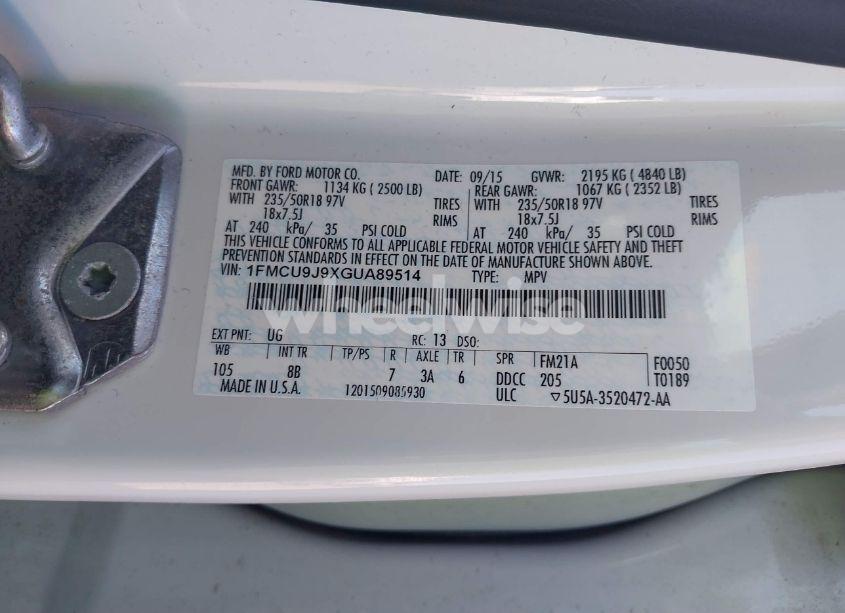 MFD. BY FORD MOTOR CO. DATE: 09/15 GVWR: 2195 KG ( 4840 LB)
FRONT GAWR: 1134 KG ( 2500 LB) REAR GAWR: 1067 KG ( 2352 LB)
WITH 235/50R18 97V TIRES WITH 235/50R18 97V TIRES
18x7.5J RIMS 18x7.5J RIMS
AT 240 kPa/ 35 PSI COLD AT 240 kPa/ 35 PSI COLD
THIS VEHICLE CONFORMS TO ALL APPLICABLE FEDERAL MOTOR VEHICLE SAFETY AND THEFT
PREVENTION STANDARDS IN EFFECT ON THE DATE OF MANUFACTURE SHOWN ABOVE.
VIN: 1FMCU9J9XGUA89514 TYPE: MPV
wheelwise
EXT PNT: UG RC: 13 DSO:
WB INT TR TP/PS R AXLE TR SPR FM21A F0050
105 8B 7 3A 6 DDCC 205 T0189
MADE IN U.S.A. 1201509085930 ULC ▽5U5A-3520472-AA